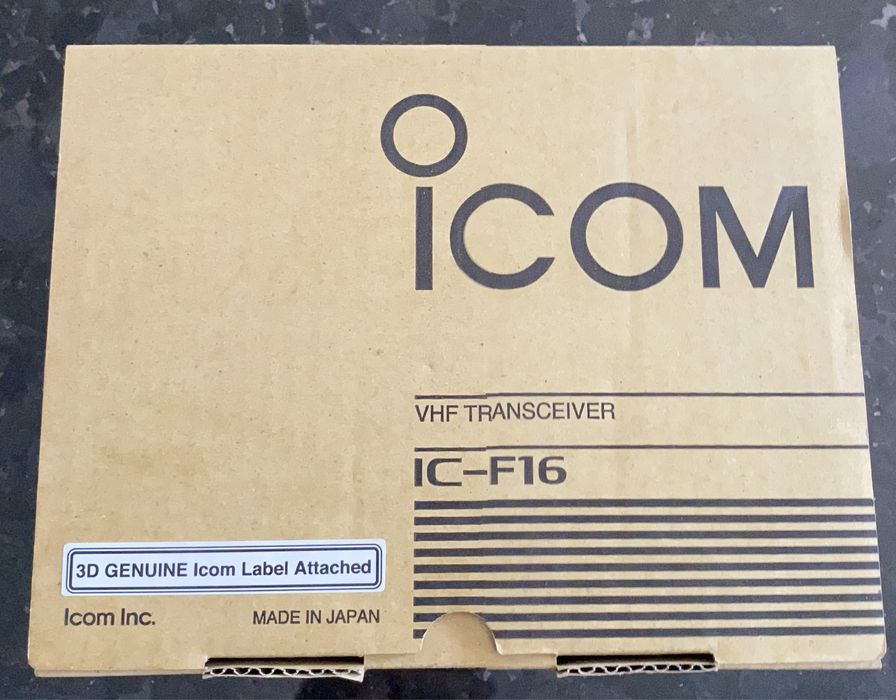 ICOM
VHF TRANSCEIVER
IC-F16
3D GENUINE Icom Label Attached
Icom Inc. MADE IN JAPAN